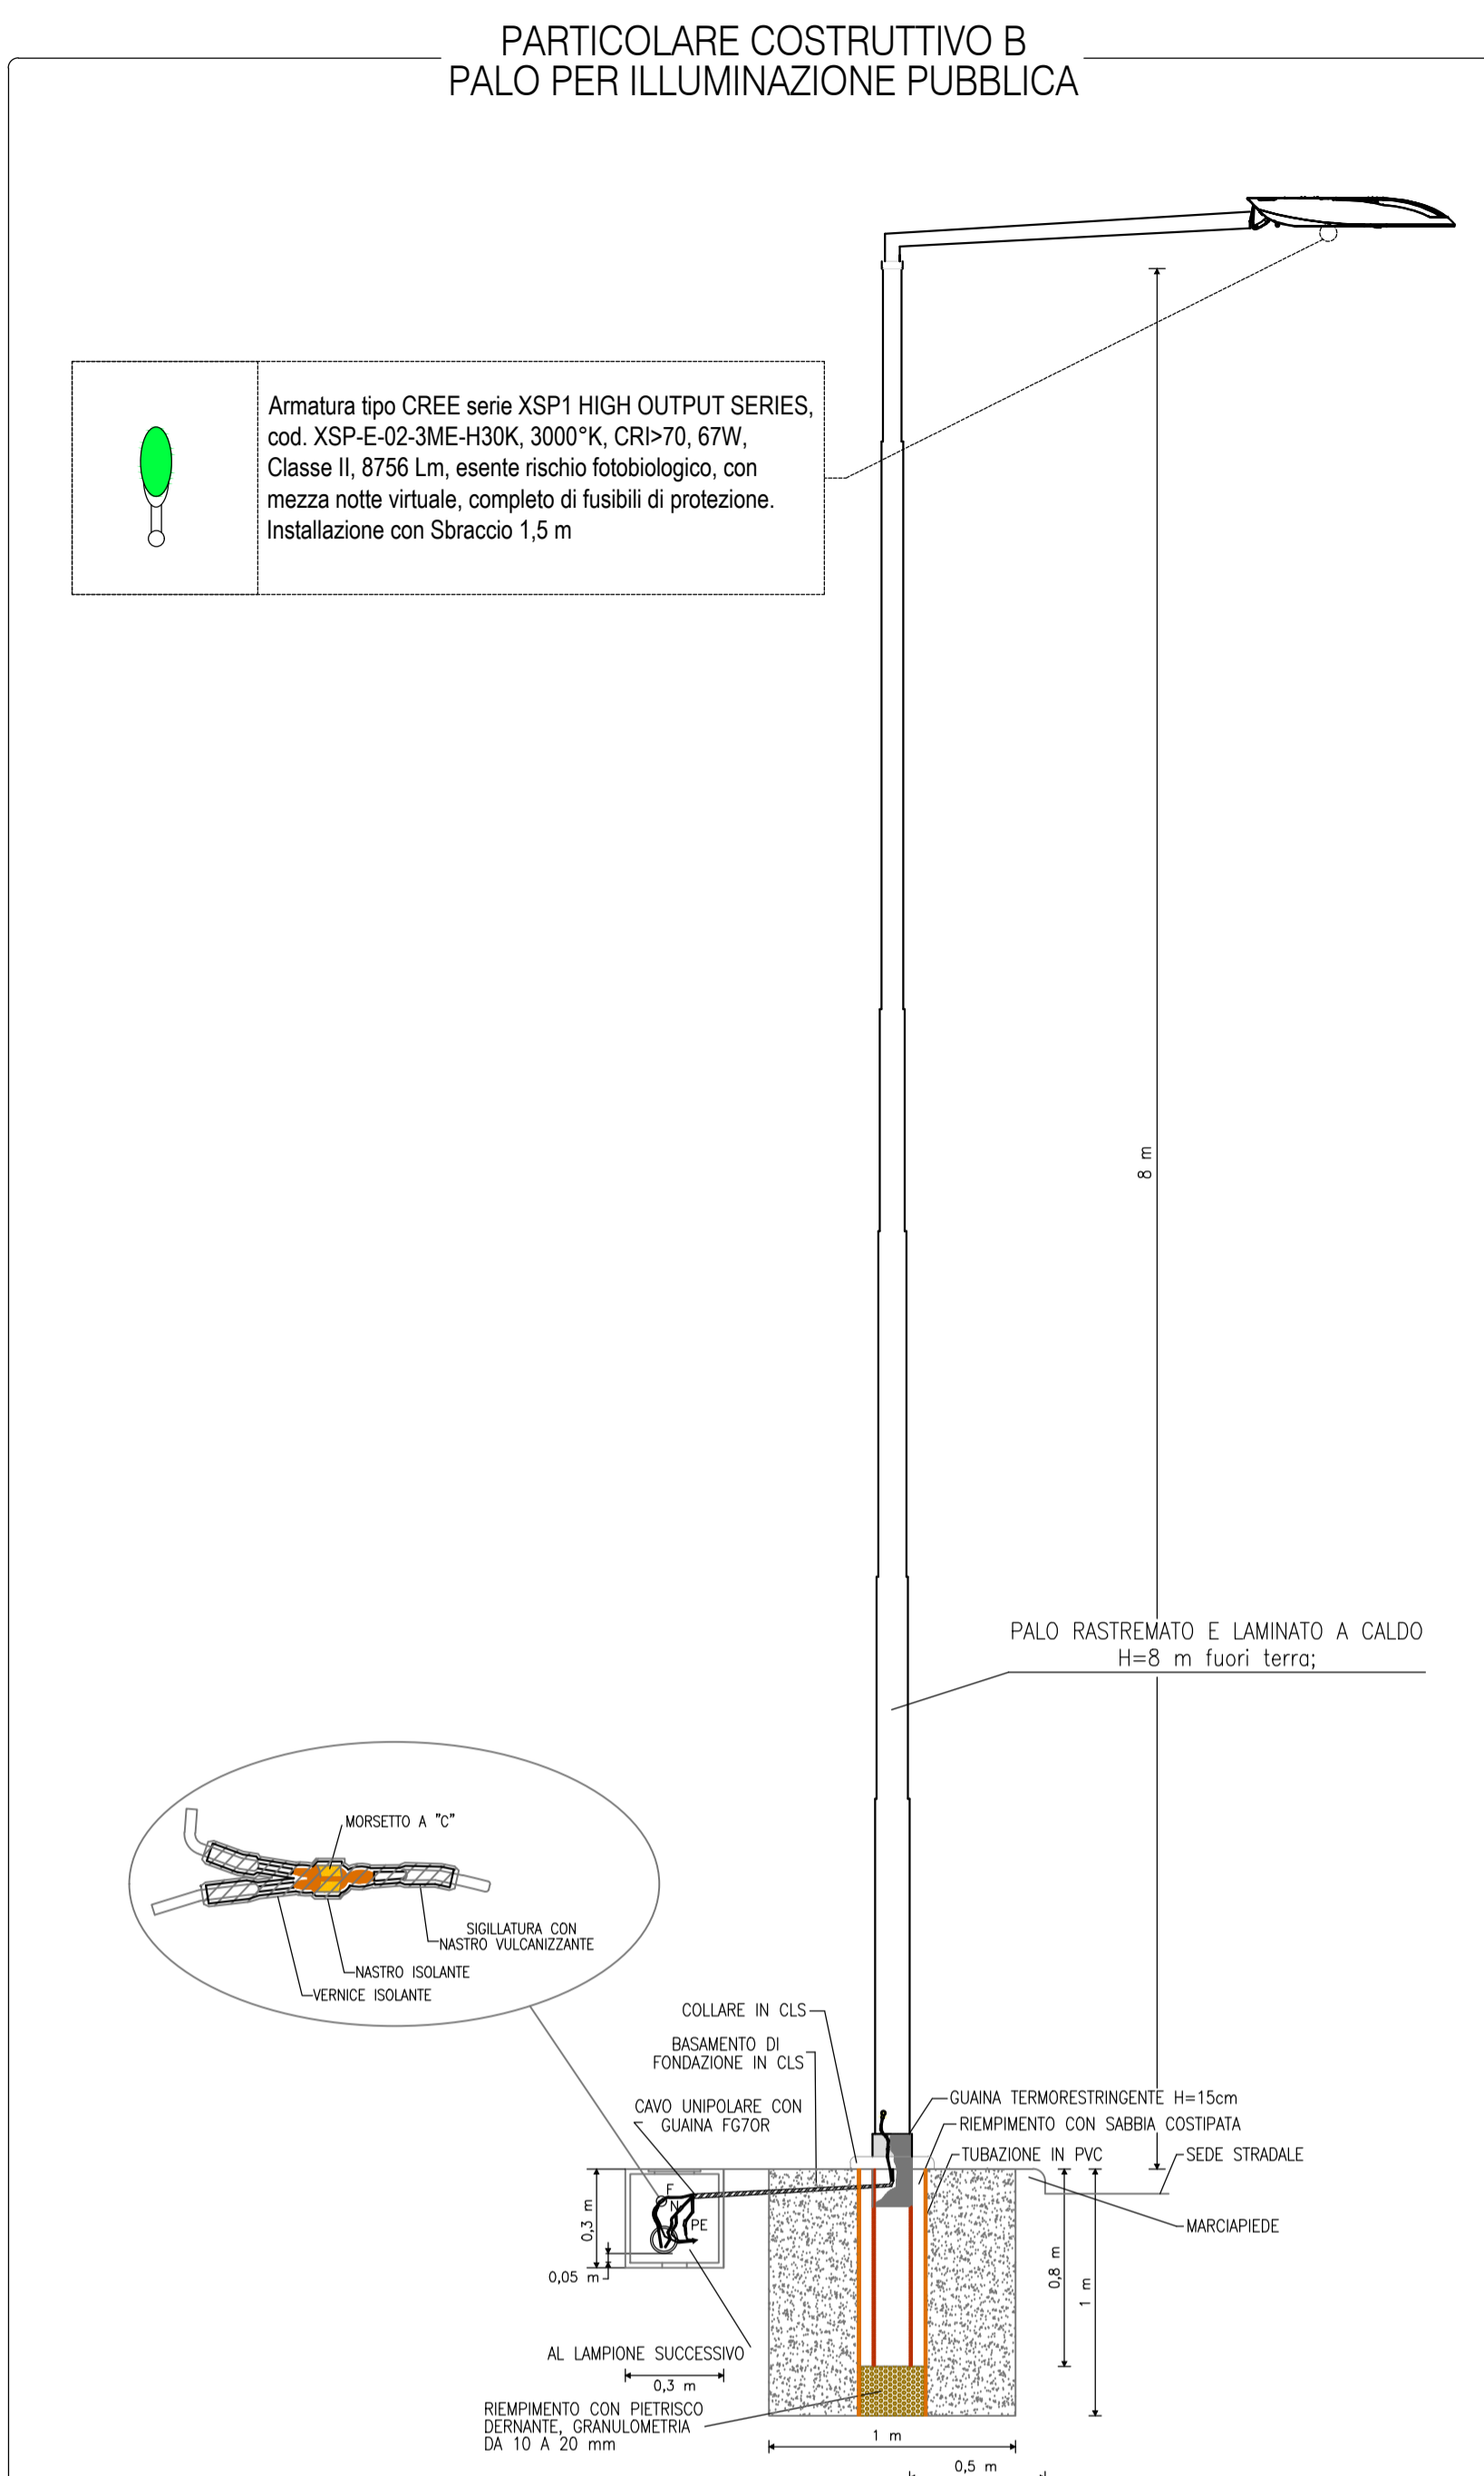 PARTICOLARE COSTRUTTIVO B
PALO PER ILLUMINAZIONE PUBBLICA
Armatura tipo CREE serie XSP1 HIGH OUTPUT SERIES,
cod. XSP-E-02-3ME-H30K, 3000°K, CRI>70, 67W,
Classe II, 8756 Lm, esente rischio fotobiologico, con
mezza notte virtuale, completo di fusibili di protezione.
Installazione con Sbraccio 1,5 m
8 m
PALO RASTREMATO E LAMINATO A CALDO
H=8 m fuori terra;
MORSETTO A "C"
SIGILLATURA CON
NASTRO VULCANIZZANTE
NASTRO ISOLANTE
VERNICE ISOLANTE
COLLARE IN CLS
BASAMENTO DI
FONDAZIONE IN CLS
CAVO UNIPOLARE CON
GUAINA FG7OR
GUAINA TERMORESTRINGENTE H=15cm
RIEMPIMENTO CON SABBIA COSTIPATA
TUBAZIONE IN PVC
SEDE STRADALE
MARCIAPIEDE
F
N
PE
0,3 m
0,05 m
0,8 m
1 m
AL LAMPIONE SUCCESSIVO
0,3 m
RIEMPIMENTO CON PIETRISCO
DERNANTE, GRANULOMETRIA
DA 10 A 20 mm
1 m
0,5 m